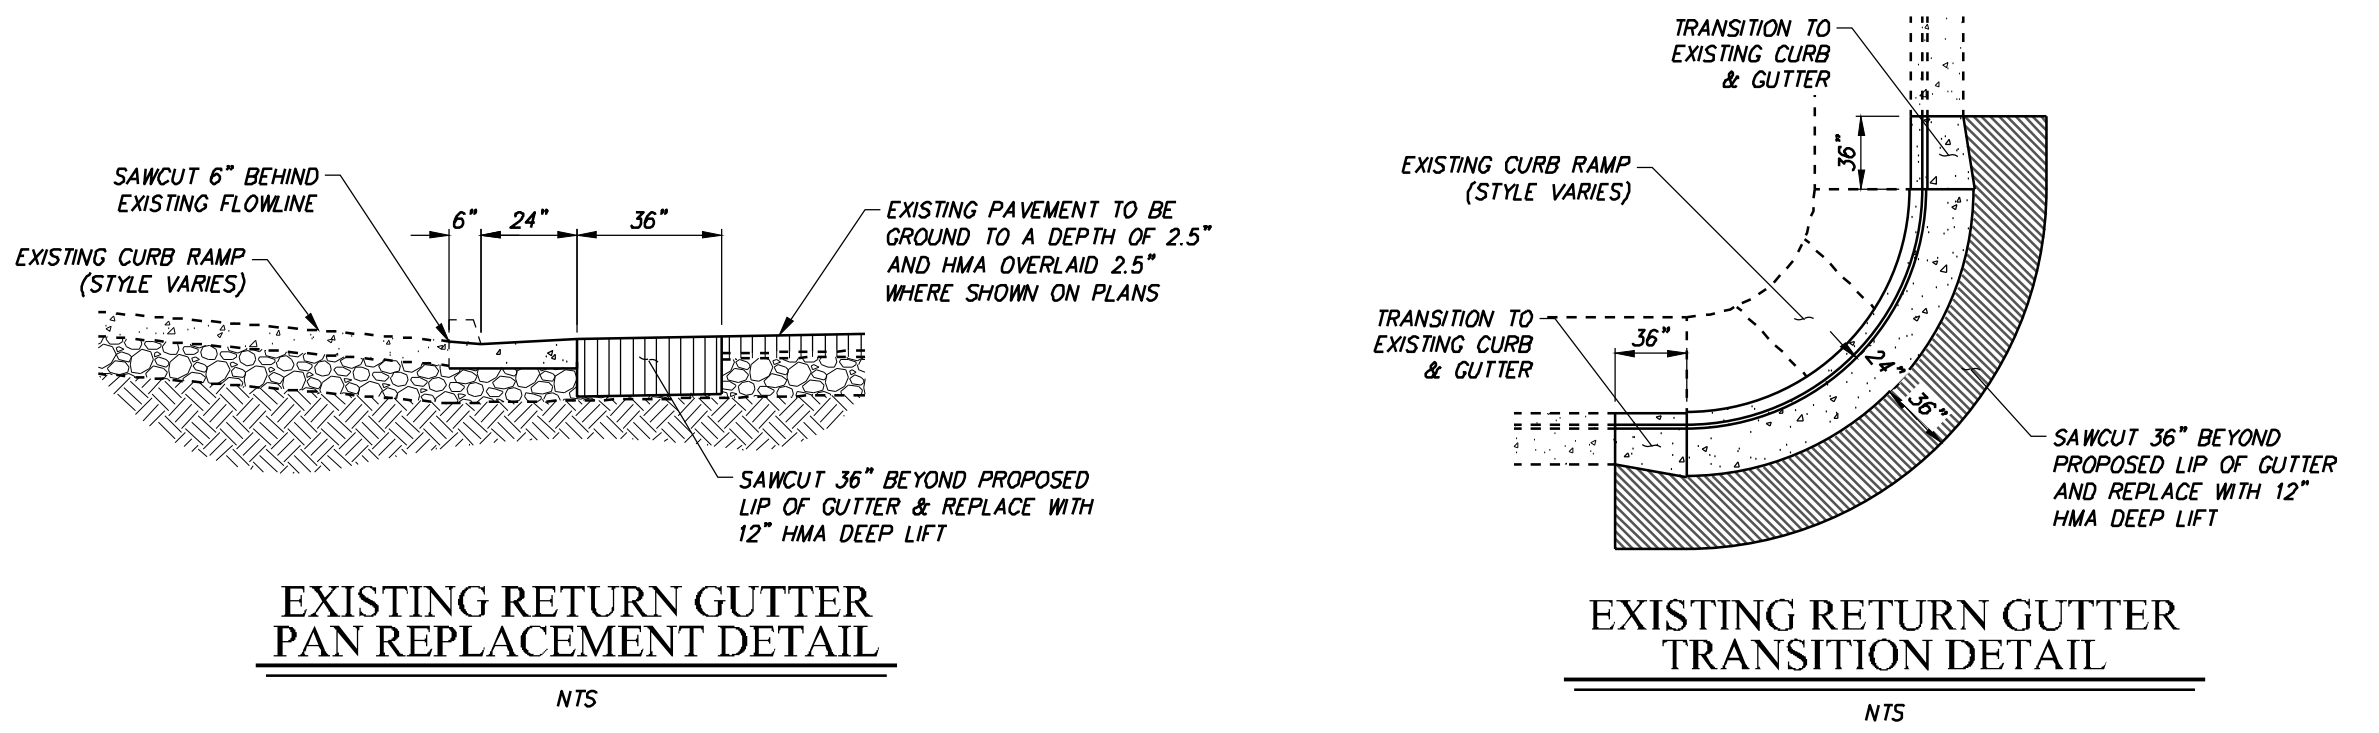 SAWCUT 6" BEHIND
EXISTING FLOWLINE
EXISTING CURB RAMP
(STYLE VARIES)
6"
24"
36"
EXISTING PAVEMENT TO BE
GROUND TO A DEPTH OF 2.5"
AND HMA OVERLAID 2.5"
WHERE SHOWN ON PLANS
SAWCUT 36" BEYOND PROPOSED
LIP OF GUTTER & REPLACE WITH
12" HMA DEEP LIFT
EXISTING RETURN GUTTER
PAN REPLACEMENT DETAIL
NTS
TRANSITION TO
EXISTING CURB
& GUTTER
36"
EXISTING CURB RAMP
(STYLE VARIES)
TRANSITION TO
EXISTING CURB
& GUTTER
36"
24"
36"
SAWCUT 36" BEYOND
PROPOSED LIP OF GUTTER
AND REPLACE WITH 12"
HMA DEEP LIFT
EXISTING RETURN GUTTER
TRANSITION DETAIL
NTS